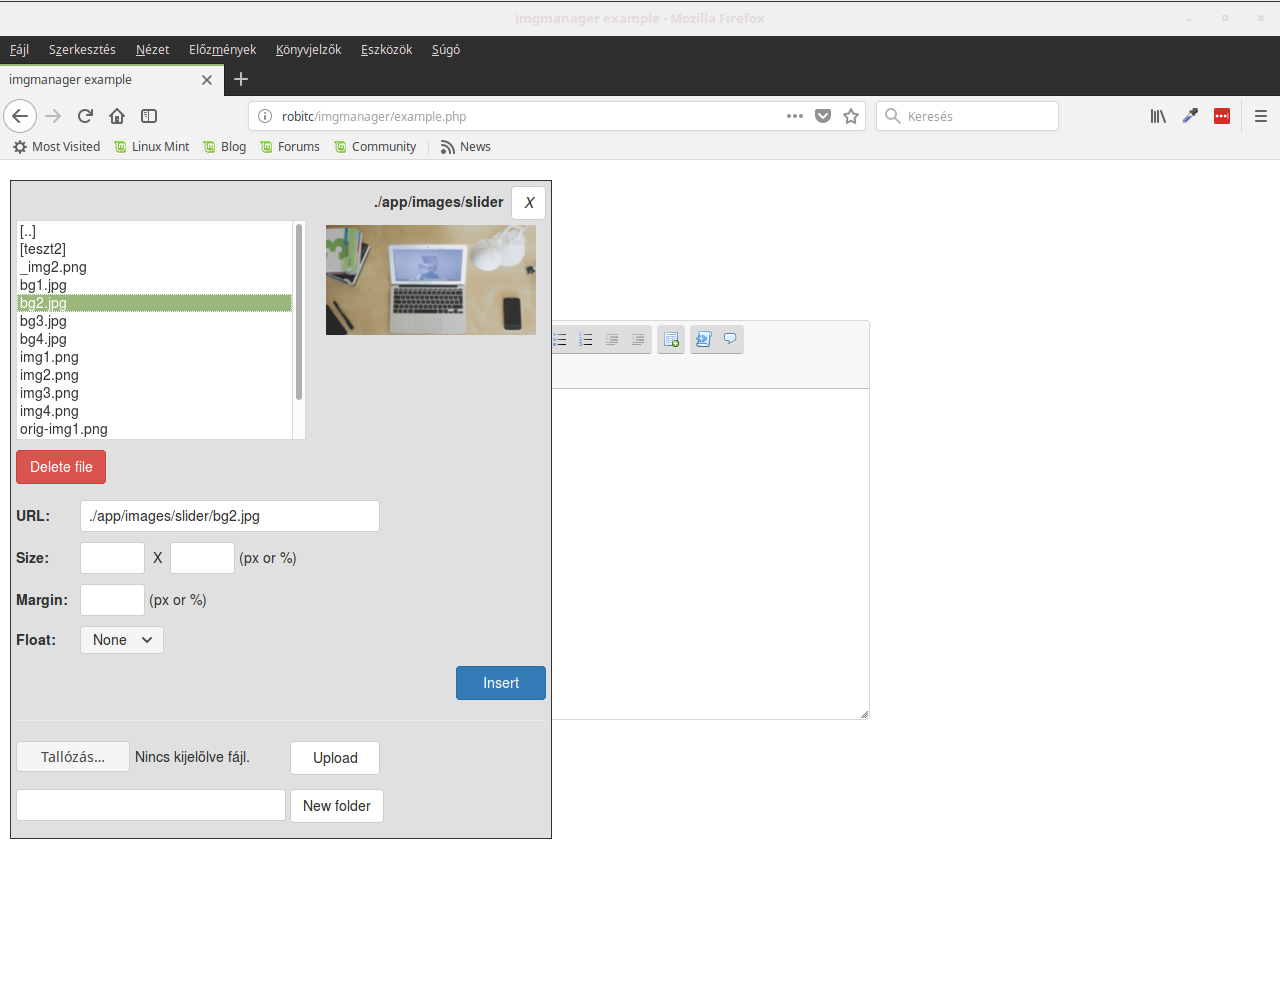 imgmanager example - Mozilla Firefox
Fájl Szerkesztés Nézet Előzmények Könyvjelzők Eszközök Súgó
imgmanager example
robitc/imgmanager/example.php
Keresés
Most Visited Linux Mint Blog Forums Community News
./app/images/slider X
[..]
[teszt2]
_img2.png
bg1.jpg
bg2.jpg
bg3.jpg
bg4.jpg
img1.png
img2.png
img3.png
img4.png
orig-img1.png
Delete file
URL: ./app/images/slider/bg2.jpg
Size: X (px or %)
Margin: (px or %)
Float: None
Insert
Tallózás... Nincs kijelölve fájl. Upload
New folder